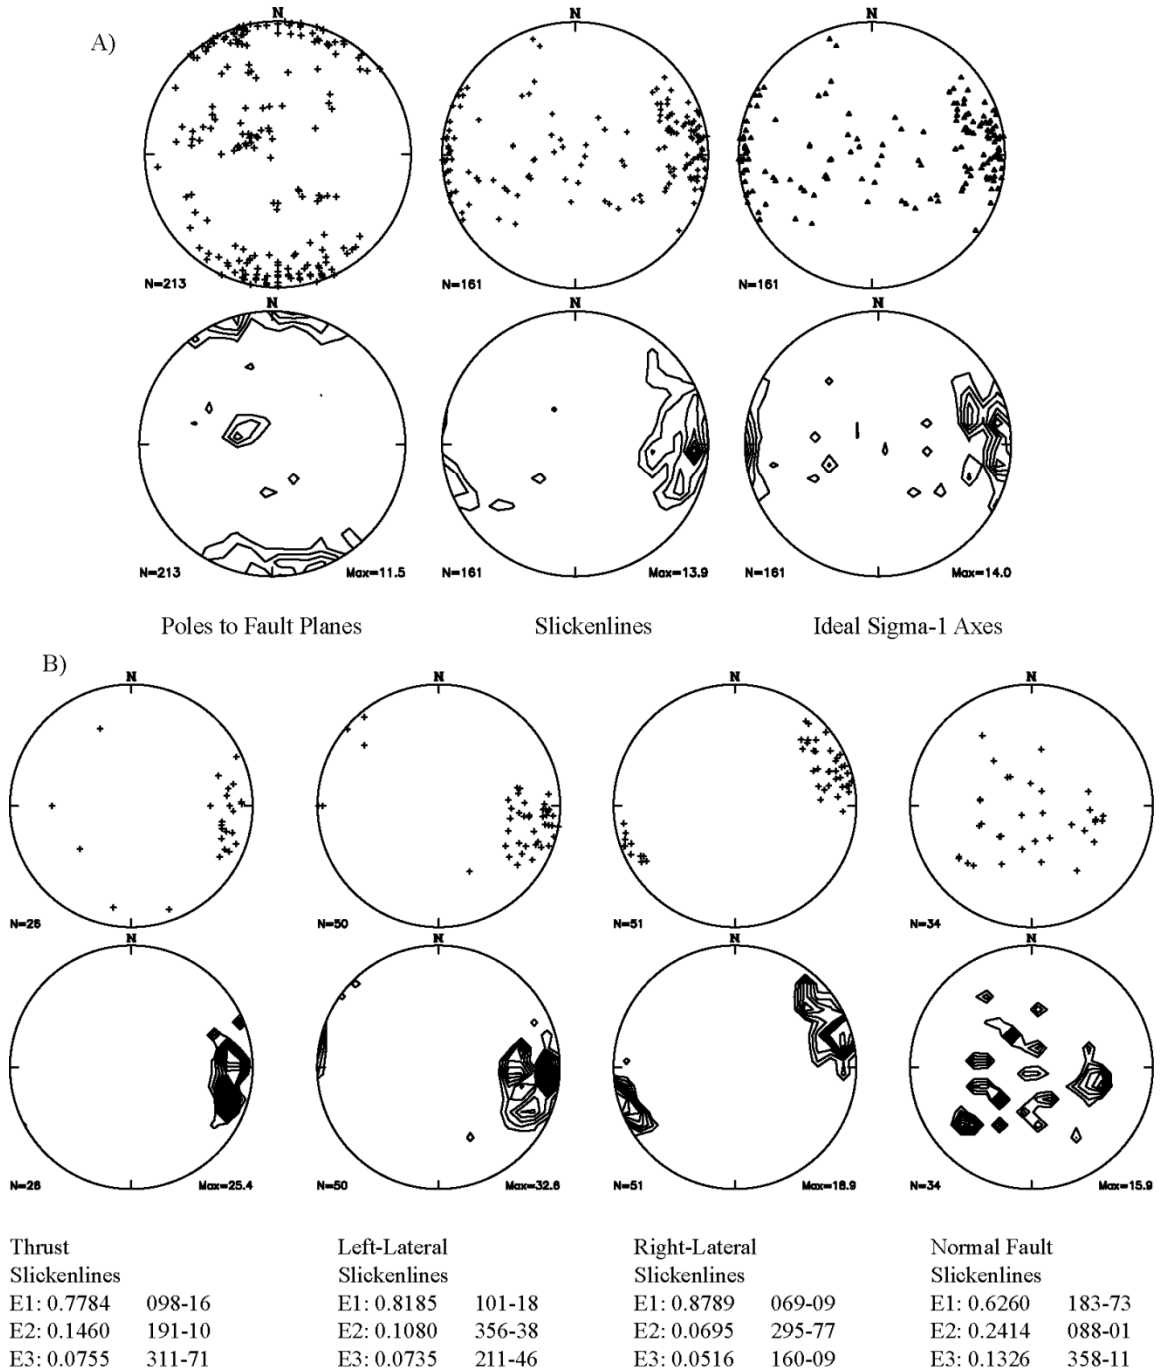 A)
N N N
N=213 N=161 N=161
N N N
N=213 Max=11.5 N=161 Max=13.9 N=161 Max=14.0
Poles to Fault Planes Slickenlines Ideal Sigma-1 Axes
B)
N N N N
N=26 N=50 N=51 N=34
N N N N
N=26 Max=25.4 N=50 Max=32.6 N=51 Max=18.9 N=34 Max=15.9
Thrust Left-Lateral Right-Lateral Normal Fault
Slickenlines Slickenlines Slickenlines Slickenlines
E1: 0.7784 098-16 E1: 0.8185 101-18 E1: 0.8789 069-09 E1: 0.6260 183-73
E2: 0.1460 191-10 E2: 0.1080 356-38 E2: 0.0695 295-77 E2: 0.2414 088-01
E3: 0.0755 311-71 E3: 0.0735 211-46 E3: 0.0516 160-09 E3: 0.1326 358-11